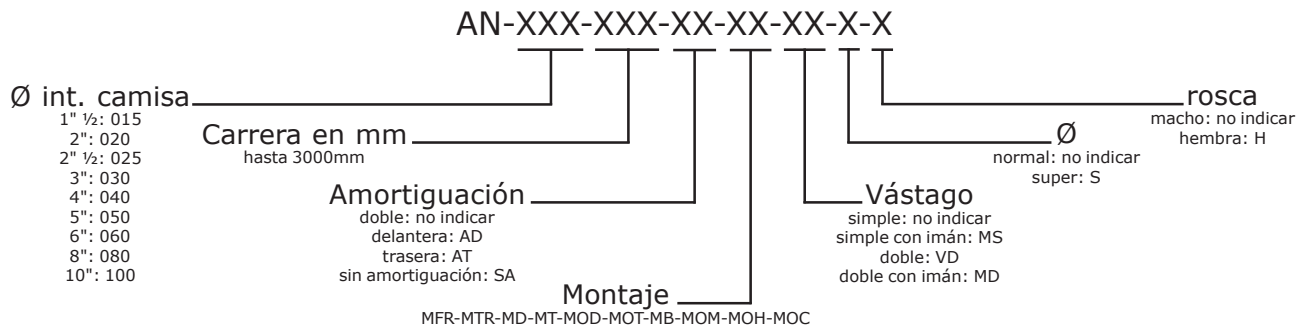 AN-XXX-XXX-XX-XX-XX-X-X
Ø int. camisa
1" ½: 015
2": 020
2" ½: 025
3": 030
4": 040
5": 050
6": 060
8": 080
10": 100
Carrera en mm
hasta 3000mm
Amortiguación
doble: no indicar
delantera: AD
trasera: AT
sin amortiguación: SA
Montaje
MFR-MTR-MD-MT-MOD-MOT-MB-MOM-MOH-MOC
Vástago
simple: no indicar
simple con imán: MS
doble: VD
doble con imán: MD
Ø
normal: no indicar
super: S
rosca
macho: no indicar
hembra: H